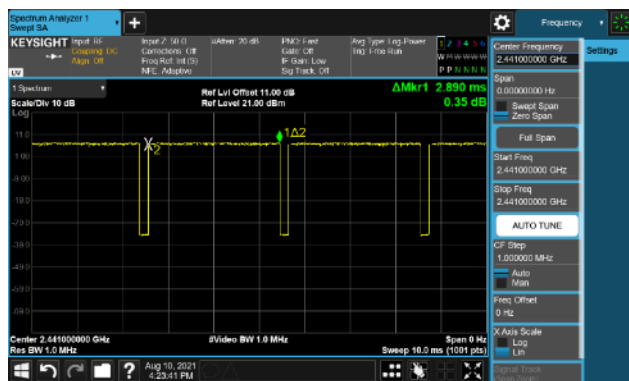 Spectrum Analyzer 1
Swept SA
+
Frequency
KEYSIGHT
Input: RF
Coupling: DC
Align: Off
Input Z: 50 Ω
Corrections: Off
Freq Ref: Int (S)
NFE: Adaptive
#Atten: 20 dB
PNO: Fast
Gate: Off
IF Gain: Low
Sig Track: Off
Avg Type: Log-Power
Trig: Free Run
1 2 3 4 5 6
W W W W W W
P P N N N N
Center Frequency
2.441000000 GHz
Settings
Span
0.00000000 Hz
Swept Span
Zero Span
Full Span
Start Freq
2.441000000 GHz
Stop Freq
2.441000000 GHz
AUTO TUNE
CF Step
1.000000 MHz
Auto
Man
Freq Offset
0 Hz
X Axis Scale
Log
Lin
Signal Track
(Span Zoom)
1 Spectrum
Scale/Div 10 dB
Log
Ref Lvl Offset 11.00 dB
Ref Level 21.00 dBm
ΔMkr1 2.890 ms
0.35 dB
11.0
1.00
-9.00
-19.0
-29.0
-39.0
-49.0
-59.0
-69.0
X2
1Δ2
Center 2.441000000 GHz
Res BW 1.0 MHz
#Video BW 1.0 MHz
Span 0 Hz
Sweep 10.0 ms (1001 pts)
?
Aug 10, 2021
4:23:41 PM